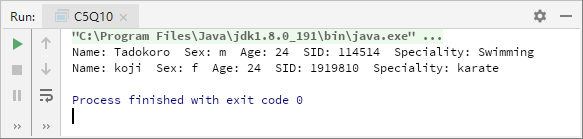 Run: C5Q10
"C:\Program Files\Java\jdk1.8.0_191\bin\java.exe" ...
Name: Tadokoro  Sex: m  Age: 24  SID: 114514  Speciality: Swimming
Name: koji  Sex: f  Age: 24  SID: 1919810  Speciality: karate
Process finished with exit code 0